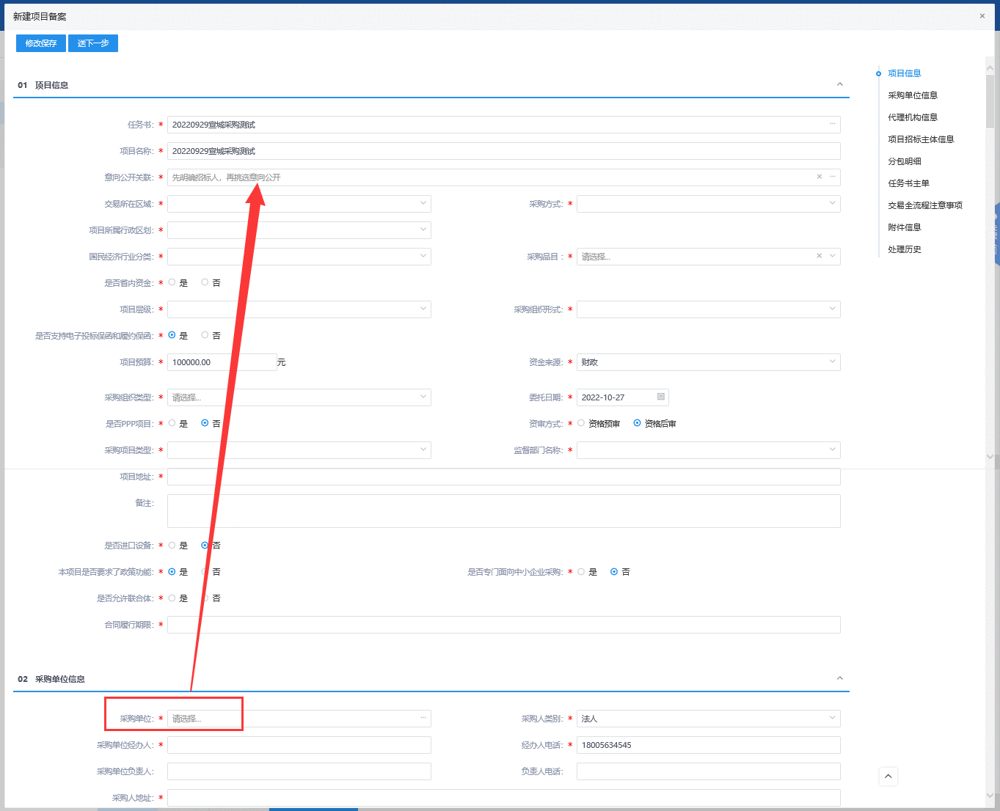 新建项目备案 ×
修改保存 送下一步
01 项目信息
项目信息
采购单位信息
代理机构信息
项目招标主体信息
分包明细
任务书主单
交易全流程注意事项
附件信息
处理历史
任务书: * 20220929宣城采购测试 ...
项目名称: * 20220929宣城采购测试
意向公开关联: * 先明确招标人，再挑选意向公开 × ...
交易所在区域: * 采购方式: *
项目所属行政区划: *
国民经济行业分类: * 采购品目: * 请选择... ×
是否省内资金: * 是 否
项目层级: * 采购组织形式: *
是否支持电子投标保函和履约保函: * 是 否
项目预算: * 100000.00 元 资金来源: * 财政
采购组织类型: * 请选择... 委托日期: * 2022-10-27
是否PPP项目: * 是 否 资审方式: * 资格预审 资格后审
采购项目类型: * 监督部门名称: *
项目地址: *
备注:
是否进口设备: * 是 否
本项目是否要求了政策功能: * 是 否 是否专门面向中小企业采购: * 是 否
是否允许联合体: * 是 否
合同履行期限: *
02 采购单位信息
采购单位: * 请选择... ... 采购人类别: * 法人
采购单位经办人: * 经办人电话: * 18005634545
采购单位负责人: 负责人电话:
采购人地址: *